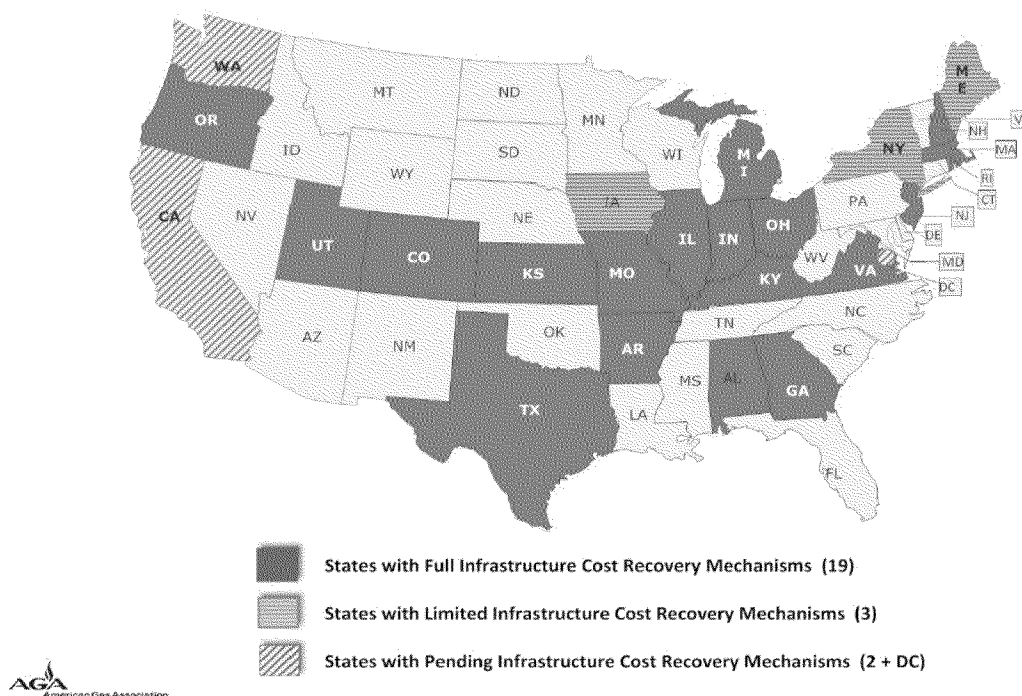 WA
MT
ND
MN
OR
ID
SD
WI
M
I
M
E
NY
NH
V
MA
RI
CT
NJ
WY
IA
PA
DE
MD
DC
NV
UT
CO
NE
KS
MO
IL
IN
OH
WV
VA
KY
CA
AZ
NM
OK
AR
TN
NC
SC
MS
AL
GA
TX
LA
FL
States with Full Infrastructure Cost Recovery Mechanisms (19)
States with Limited Infrastructure Cost Recovery Mechanisms (3)
States with Pending Infrastructure Cost Recovery Mechanisms (2 + DC)
AGA
American Gas Association